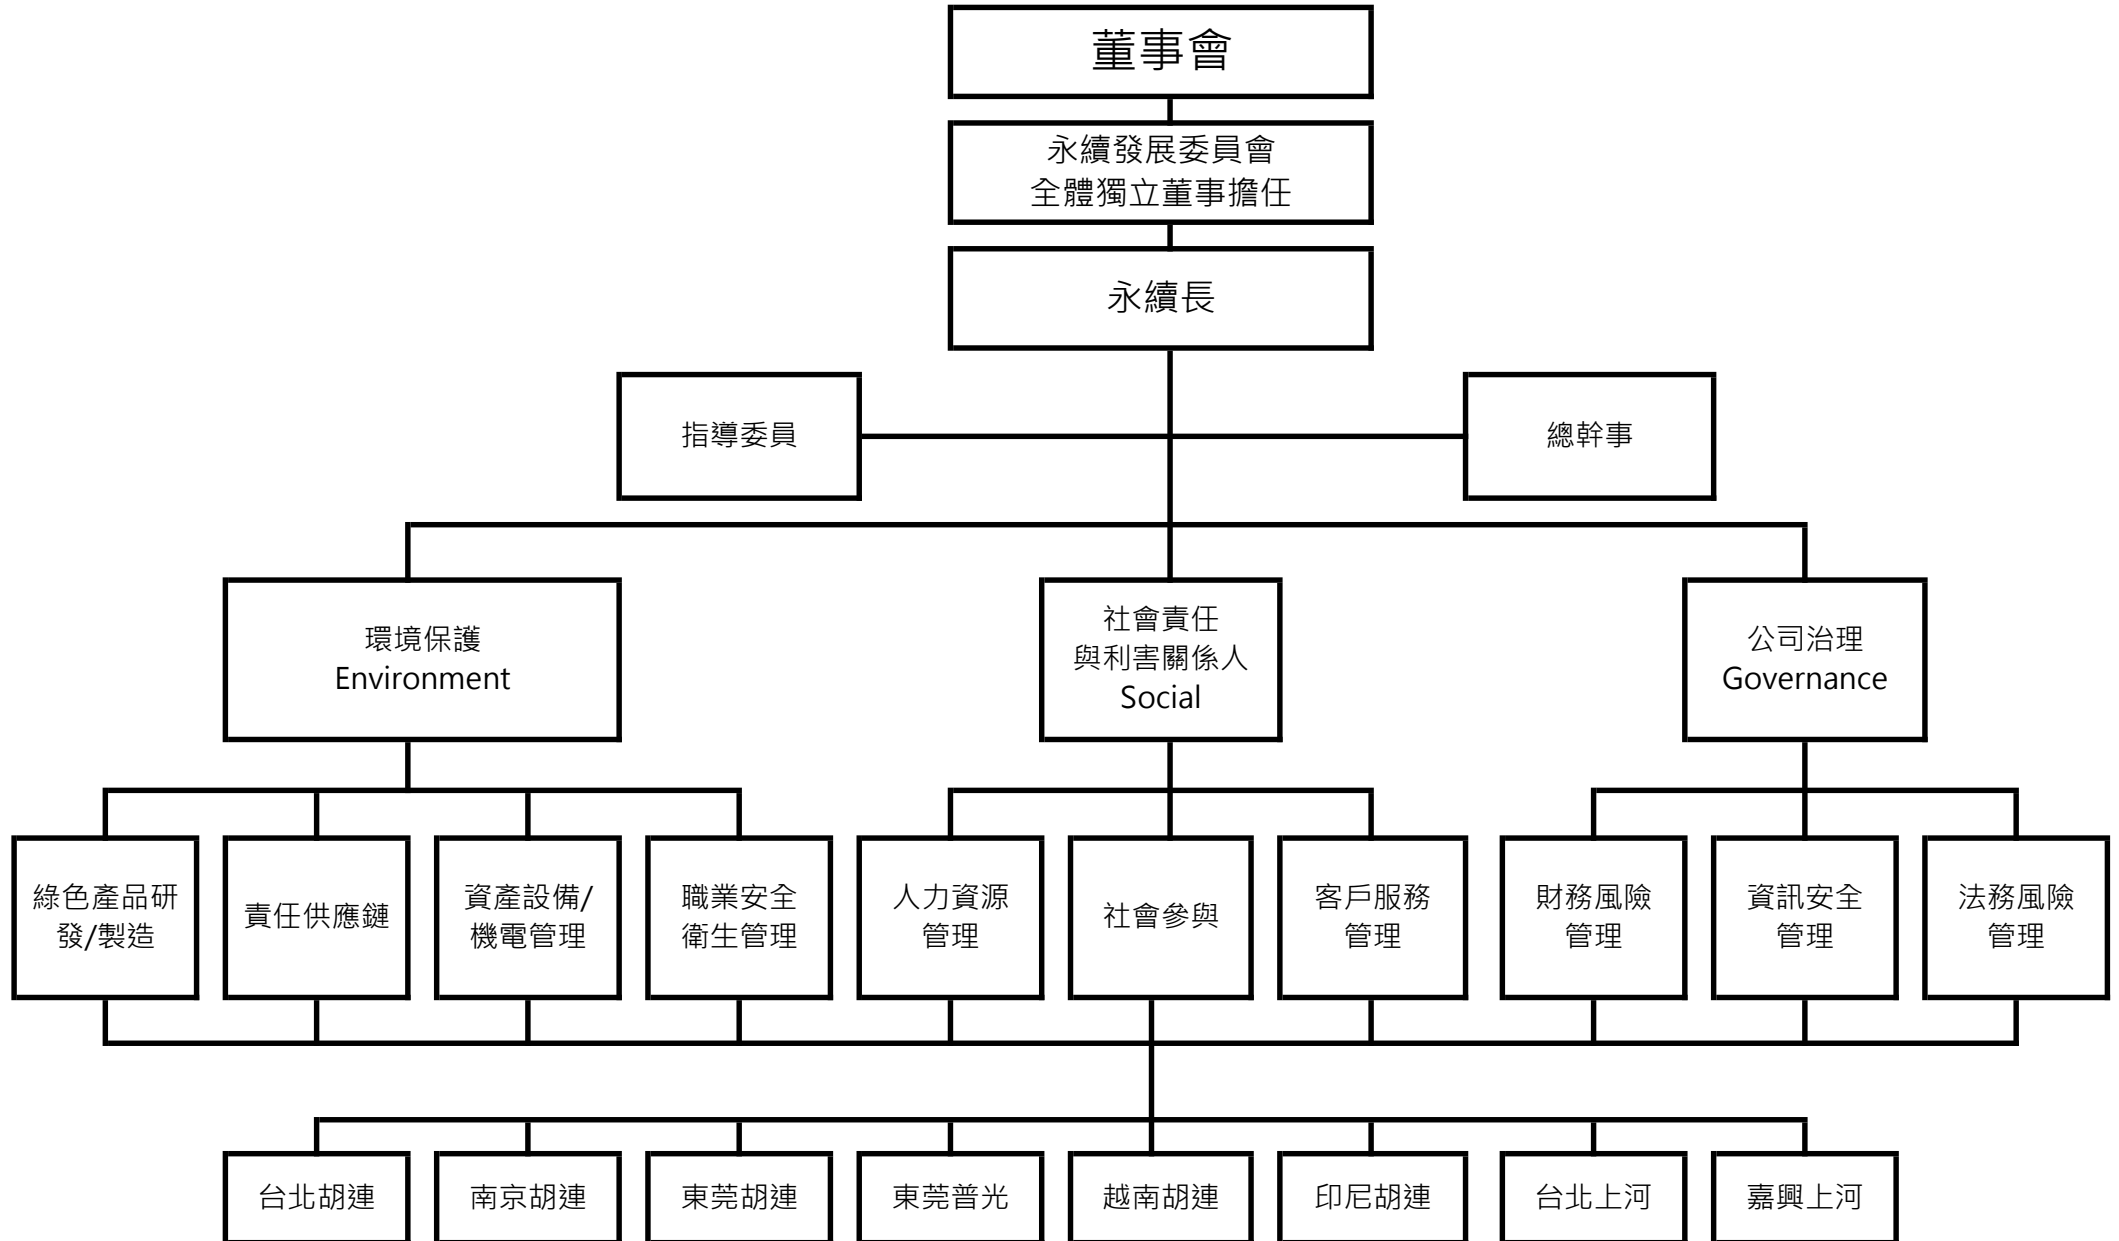 董事會
永續發展委員會
全體獨立董事擔任
永續長
指導委員
總幹事
環境保護
Environment
社會責任
與利害關係人
Social
公司治理
Governance
綠色產品研
發/製造
責任供應鏈
資產設備/
機電管理
職業安全
衛生管理
人力資源
管理
社會參與
客戶服務
管理
財務風險
管理
資訊安全
管理
法務風險
管理
台北胡連
南京胡連
東莞胡連
東莞普光
越南胡連
印尼胡連
台北上河
嘉興上河